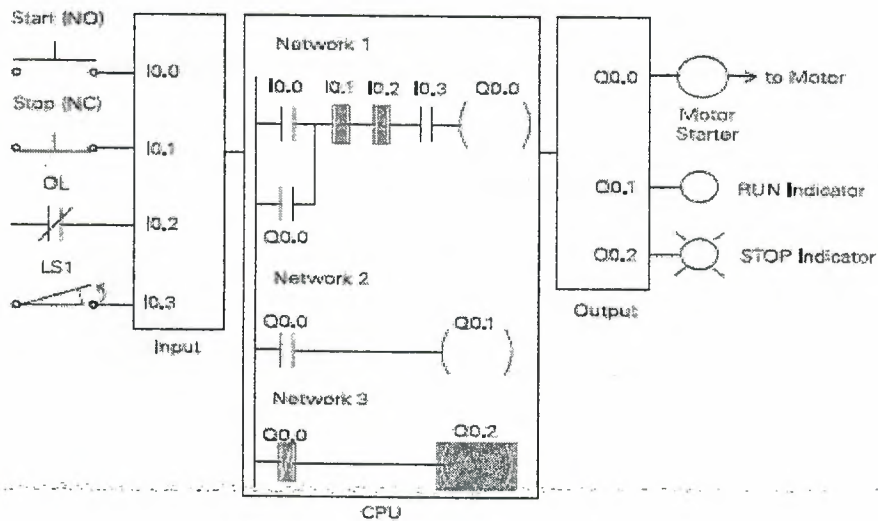 Start (NO)
I0.0
Stop (NC)
I0.1
OL
I0.2
LS1
I0.3
Input
Network 1
I0.0 I0.1 I0.2 I0.3 Q0.0
Q0.0
Network 2
Q0.0 Q0.1
Network 3
Q0.0 Q0.2
CPU
Q0.0
to Motor
Motor
Starter
Q0.1
RUN Indicator
Q0.2
STOP Indicator
Output